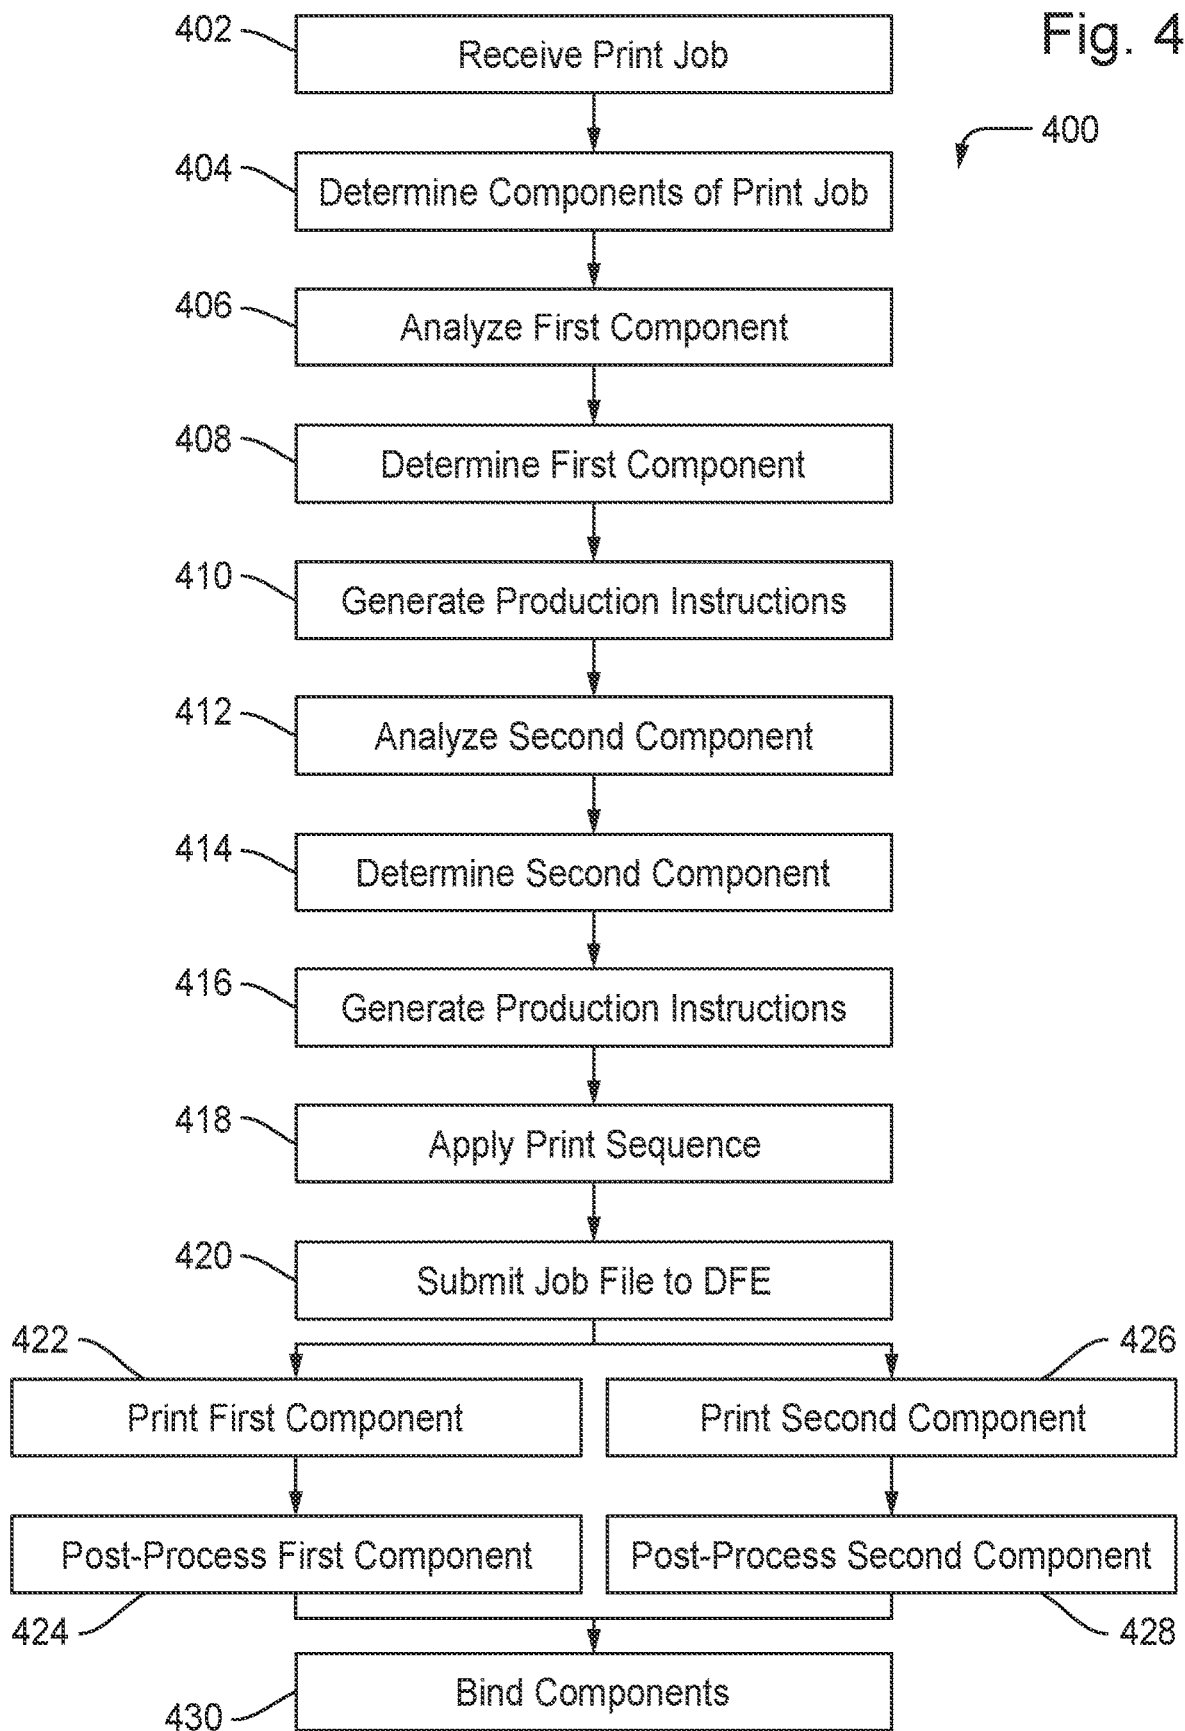 Fig. 4
400
402
Receive Print Job
404
Determine Components of Print Job
406
Analyze First Component
408
Determine First Component
410
Generate Production Instructions
412
Analyze Second Component
414
Determine Second Component
416
Generate Production Instructions
418
Apply Print Sequence
420
Submit Job File to DFE
422
Print First Component
426
Print Second Component
Post-Process First Component
424
Post-Process Second Component
428
Bind Components
430